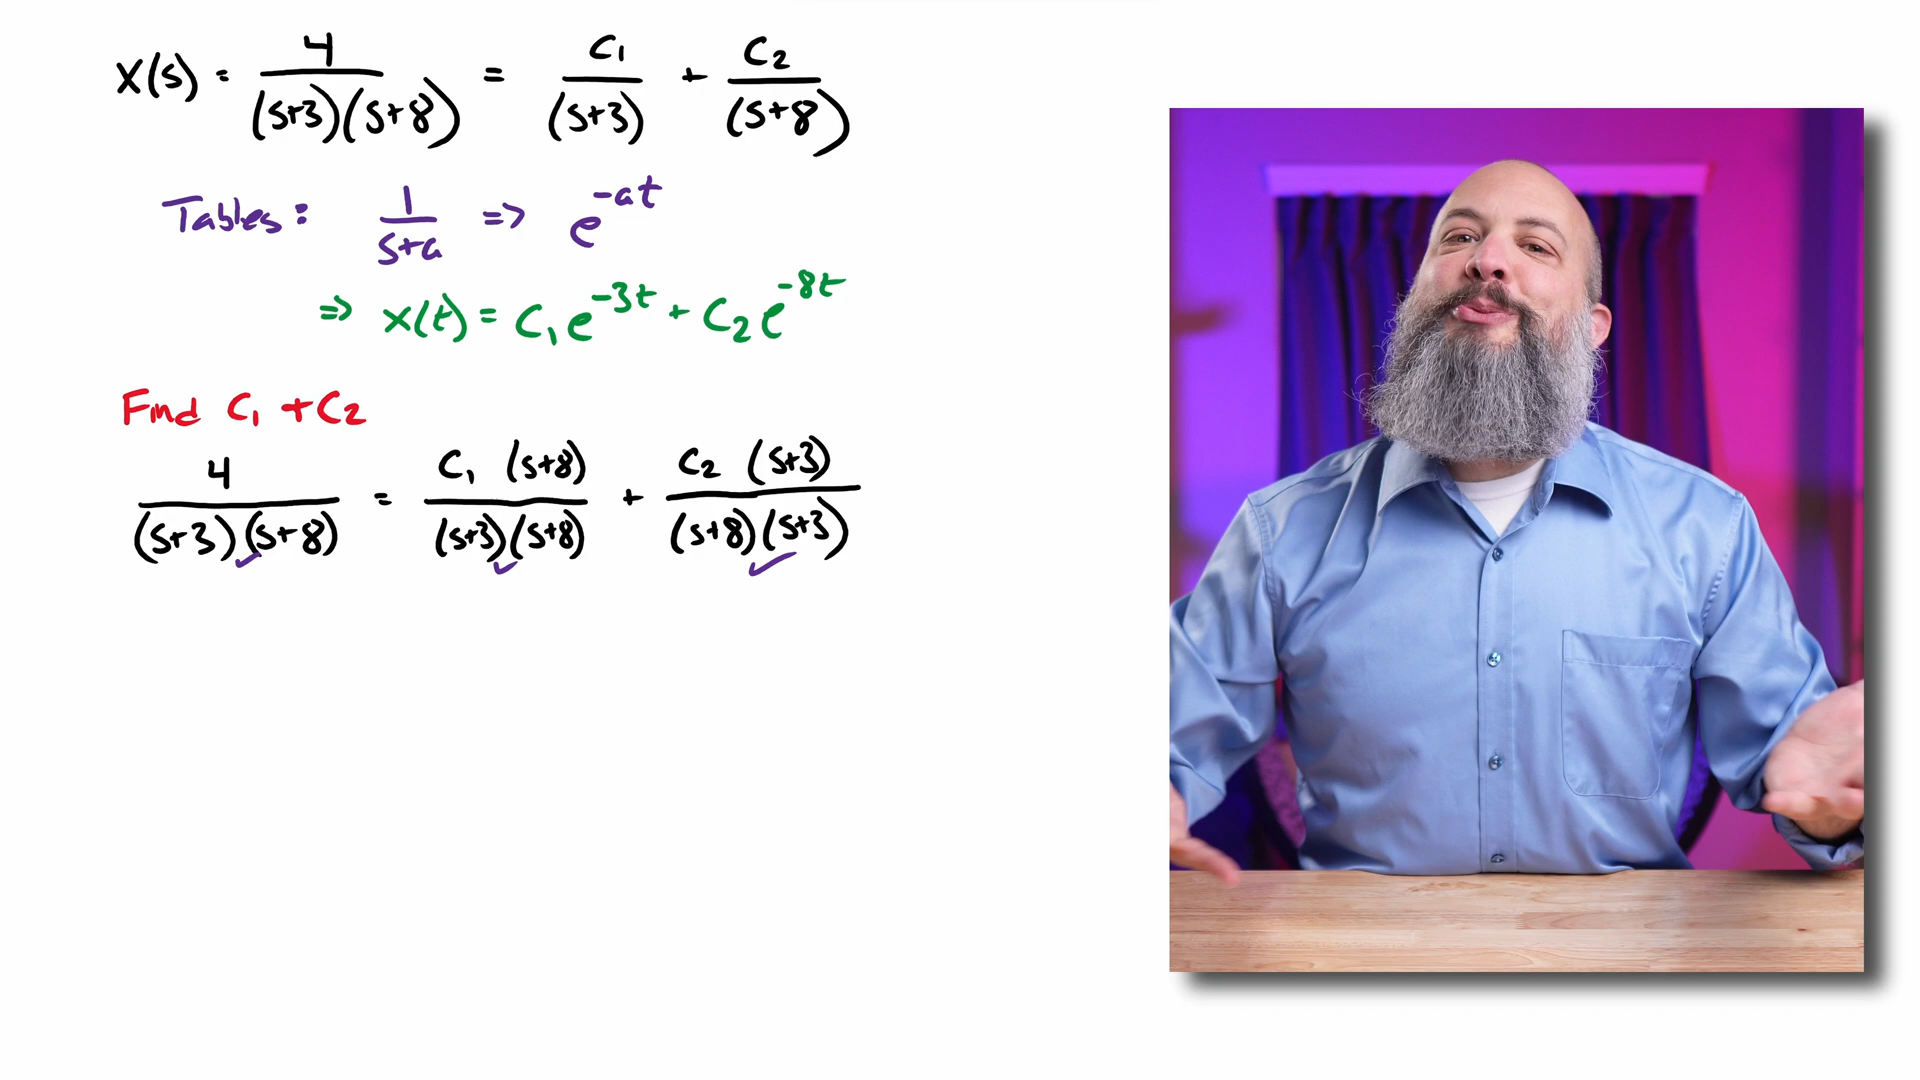 X(s) = 4 / (s+3)(s+8) = C₁ / (s+3) + C₂ / (s+8)
Tables: 1 / s+a => e^-at
=> x(t) = C₁e^-3t + C₂e^-8t
Find C₁ + C₂
4 / (s+3)(s+8) = C₁ (s+8) / (s+3)(s+8) + C₂ (s+3) / (s+8)(s+3)